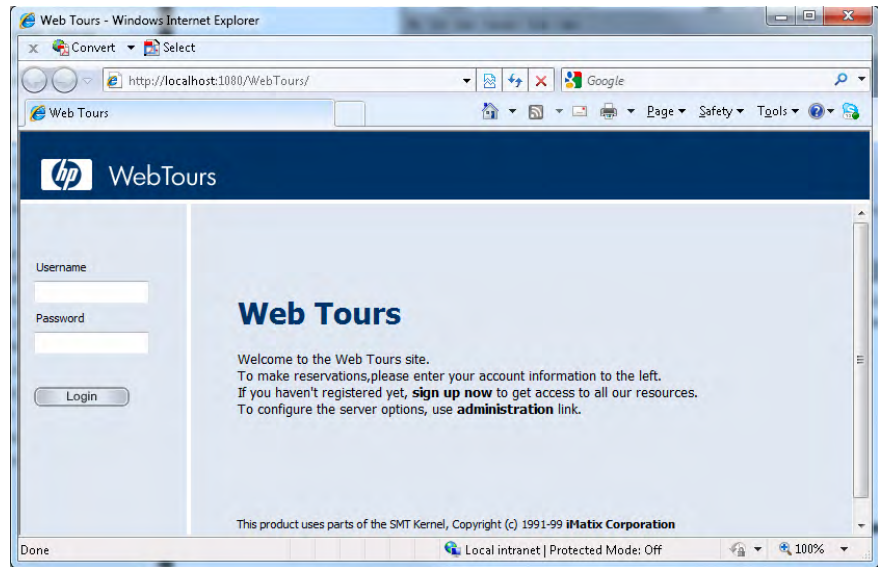 Web Tours - Windows Internet Explorer
x Convert Select
http://localhost:1080/WebTours/ Google
Web Tours Page Safety Tools
hp WebTours
Username
Password
Login
Web Tours
Welcome to the Web Tours site.
To make reservations,please enter your account information to the left.
If you haven't registered yet, sign up now to get access to all our resources.
To configure the server options, use administration link.
This product uses parts of the SMT Kernel, Copyright (c) 1991-99 iMatix Corporation
Done Local intranet | Protected Mode: Off 100%